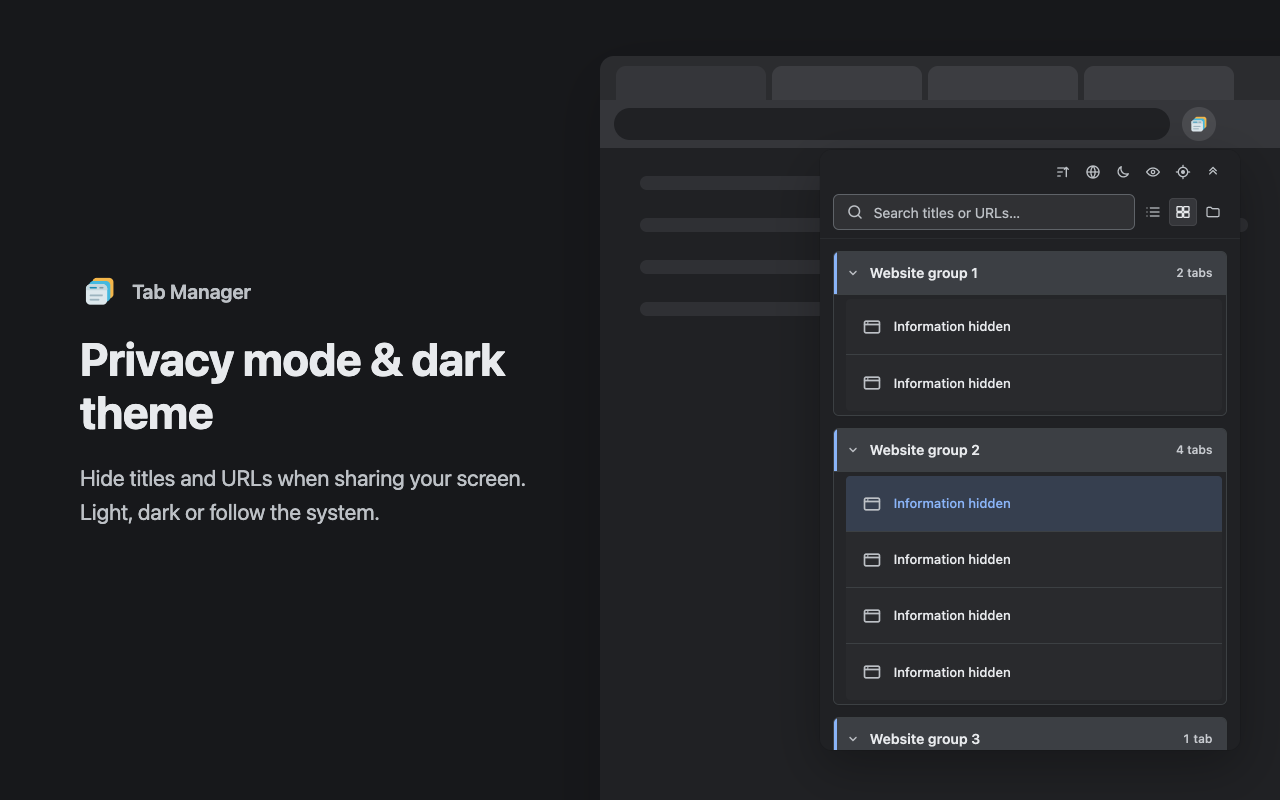 Tab Manager
Privacy mode & dark
theme
Hide titles and URLs when sharing your screen.
Light, dark or follow the system.
Search titles or URLs...
Website group 1
2 tabs
Information hidden
Information hidden
Website group 2
4 tabs
Information hidden
Information hidden
Information hidden
Information hidden
Website group 3
1 tab